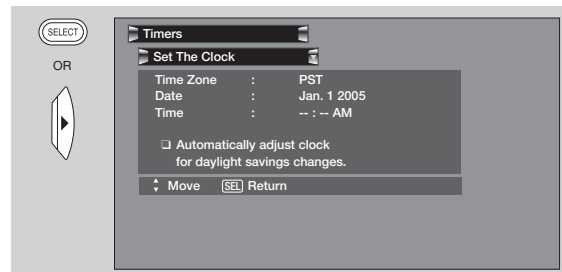 SELECT
OR
Timers
Set The Clock
Time Zone : PST
Date : Jan. 1 2005
Time : -- : -- AM
❑ Automatically adjust clock
for daylight savings changes.
Move SEL Return